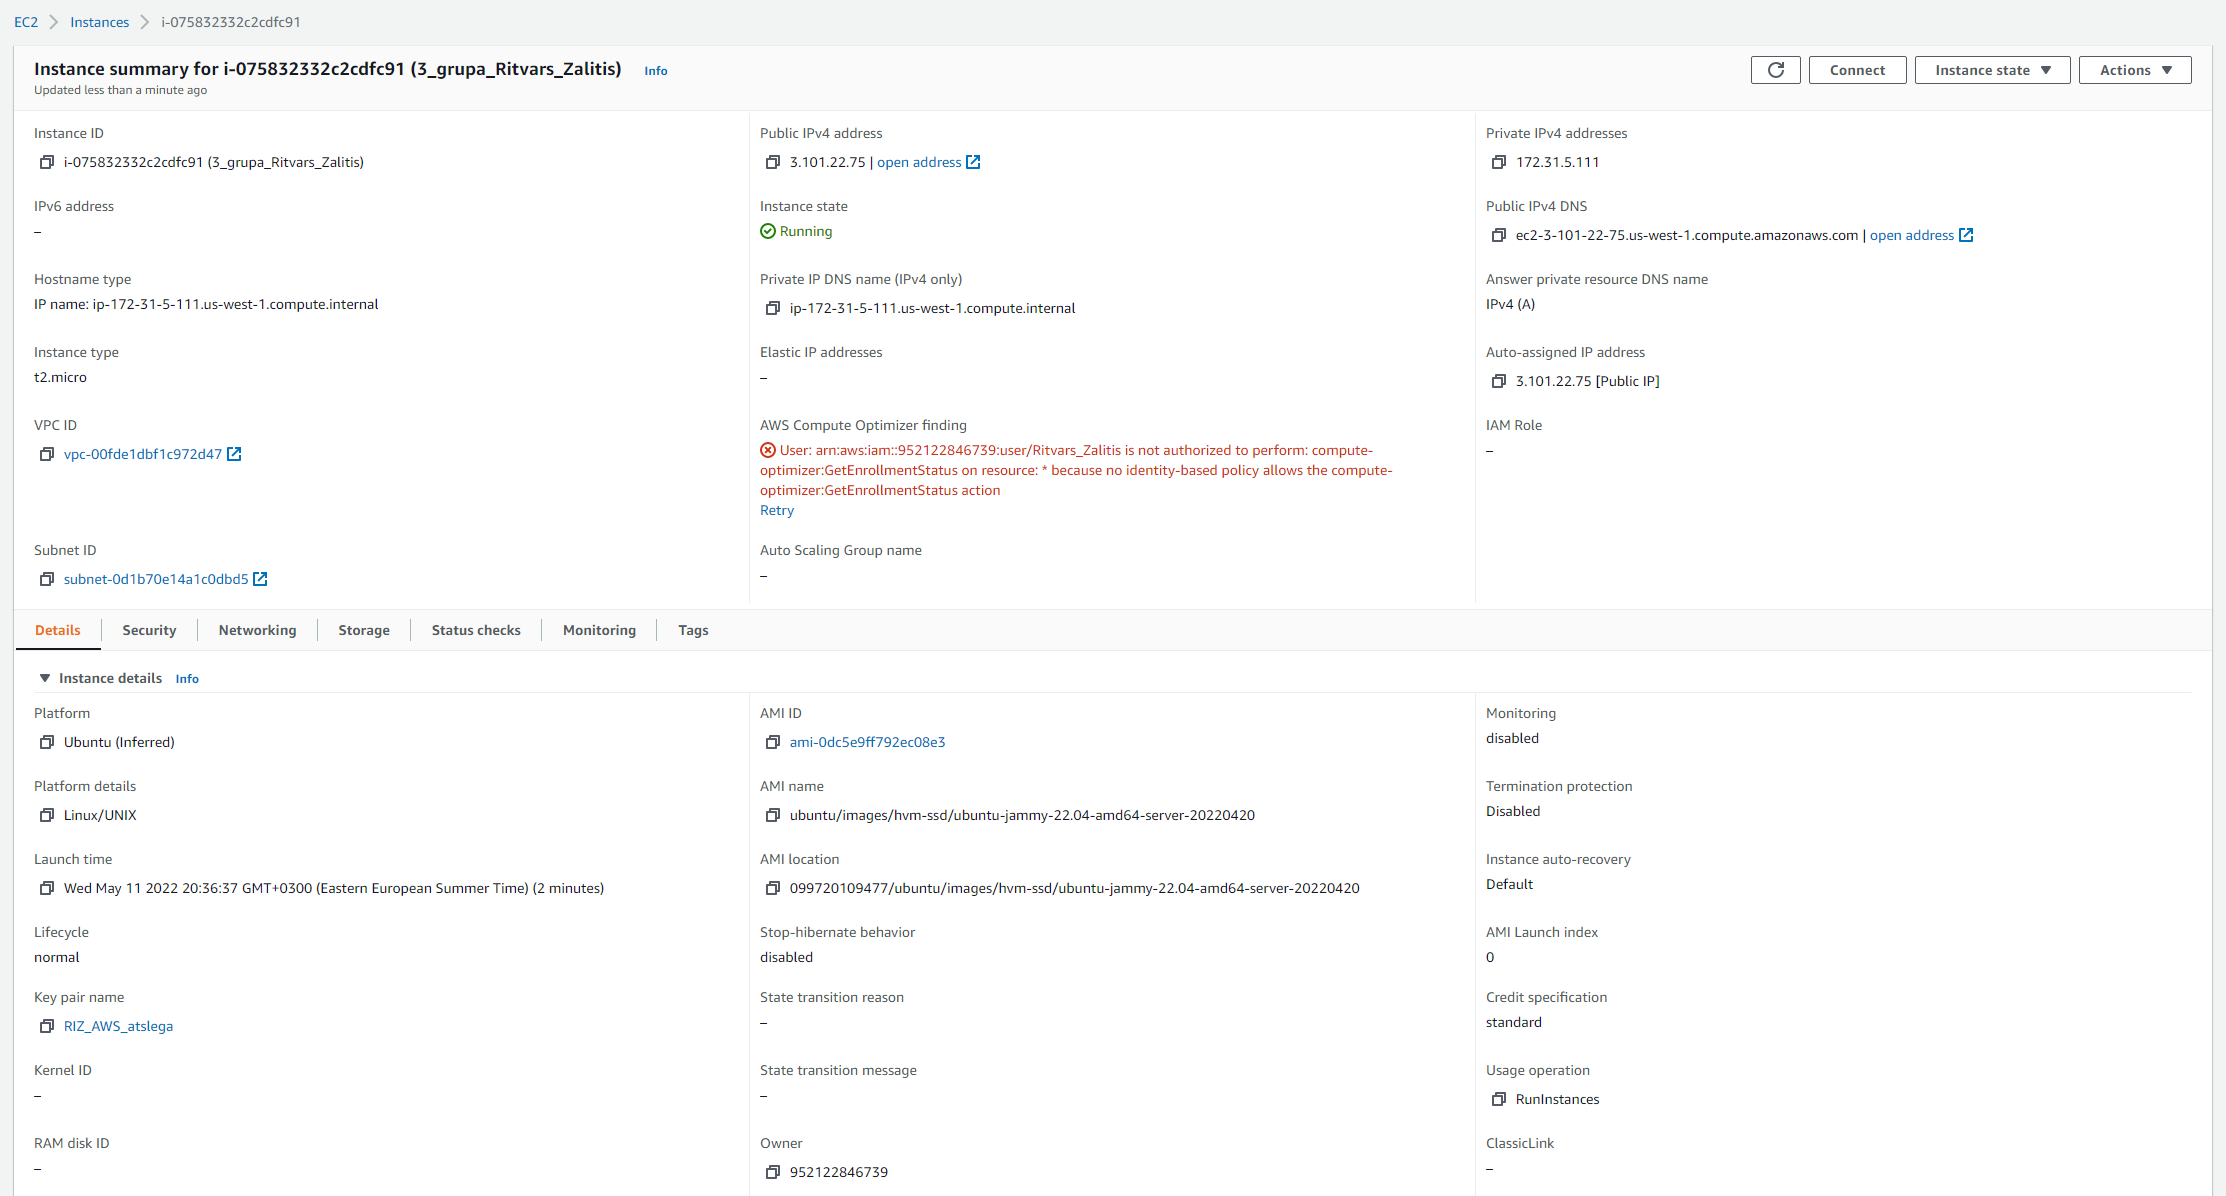 EC2 Instances i-075832332c2cdfc91
Instance summary for i-075832332c2cdfc91 (3_grupa_Ritvars_Zalitis) Info
Updated less than a minute ago
Connect
Instance state
Actions
Instance ID
i-075832332c2cdfc91 (3_grupa_Ritvars_Zalitis)
Public IPv4 address
3.101.22.75 | open address
Private IPv4 addresses
172.31.5.111
IPv6 address
–
Instance state
Running
Public IPv4 DNS
ec2-3-101-22-75.us-west-1.compute.amazonaws.com | open address
Hostname type
IP name: ip-172-31-5-111.us-west-1.compute.internal
Private IP DNS name (IPv4 only)
ip-172-31-5-111.us-west-1.compute.internal
Answer private resource DNS name
IPv4 (A)
Instance type
t2.micro
Elastic IP addresses
–
Auto-assigned IP address
3.101.22.75 [Public IP]
VPC ID
vpc-00fde1dbf1c972d47
AWS Compute Optimizer finding
User: arn:aws:iam::952122846739:user/Ritvars_Zalitis is not authorized to perform: compute-
optimizer:GetEnrollmentStatus on resource: * because no identity-based policy allows the compute-
optimizer:GetEnrollmentStatus action
Retry
IAM Role
–
Subnet ID
subnet-0d1b70e14a1c0dbd5
Auto Scaling Group name
–
Details
Security
Networking
Storage
Status checks
Monitoring
Tags
Instance details Info
Platform
Ubuntu (Inferred)
AMI ID
ami-0dc5e9ff792ec08e3
Monitoring
disabled
Platform details
Linux/UNIX
AMI name
ubuntu/images/hvm-ssd/ubuntu-jammy-22.04-amd64-server-20220420
Termination protection
Disabled
Launch time
Wed May 11 2022 20:36:37 GMT+0300 (Eastern European Summer Time) (2 minutes)
AMI location
099720109477/ubuntu/images/hvm-ssd/ubuntu-jammy-22.04-amd64-server-20220420
Instance auto-recovery
Default
Lifecycle
normal
Stop-hibernate behavior
disabled
AMI Launch index
0
Key pair name
RIZ_AWS_atslega
State transition reason
–
Credit specification
standard
Kernel ID
–
State transition message
–
Usage operation
RunInstances
RAM disk ID
–
Owner
952122846739
ClassicLink
–